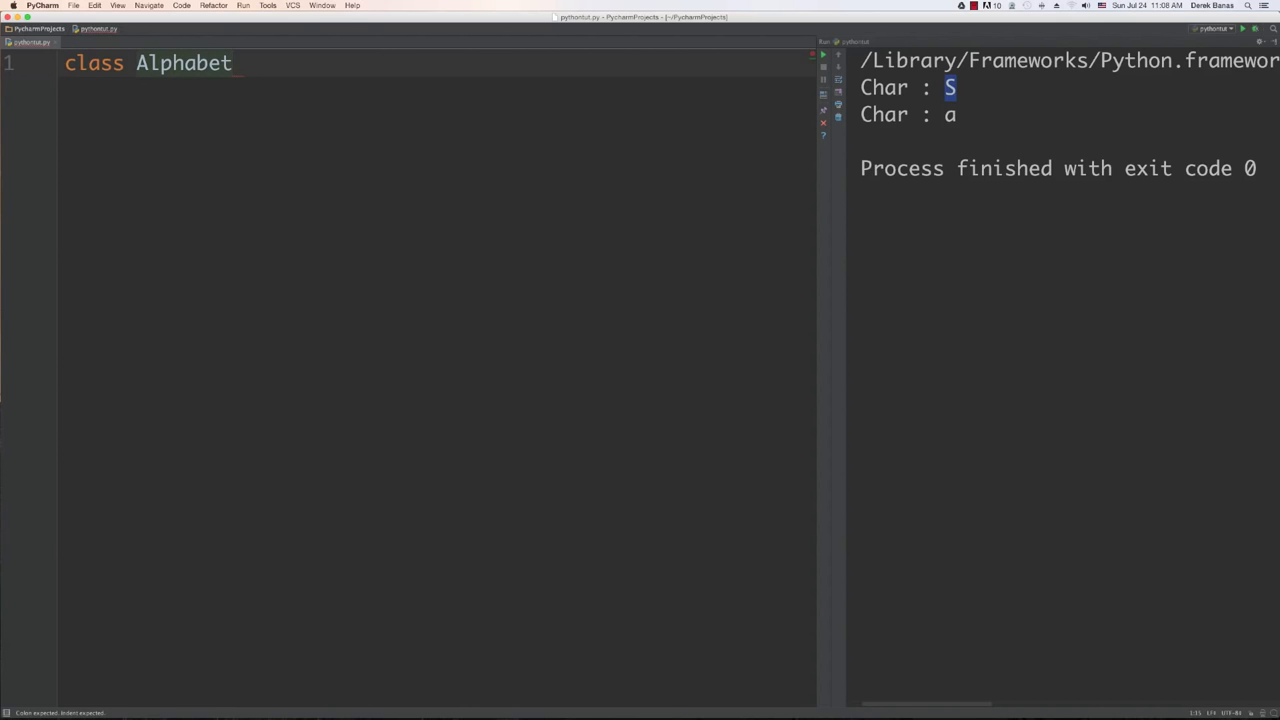 PyCharm File Edit View Navigate Code Refactor Run Tools VCS Window Help
10 Sun Jul 24 11:08 AM Derek Banas
pythontut.py - PycharmProjects - [~/PycharmProjects]
PycharmProjects pythontut.py
pythontut
pythontut.py
Run: pythontut
1 class Alphabet
/Library/Frameworks/Python.framewor
Char : S
Char : a
Process finished with exit code 0
?
Colon expected. Indent expected.
1:15 LF UTF-8